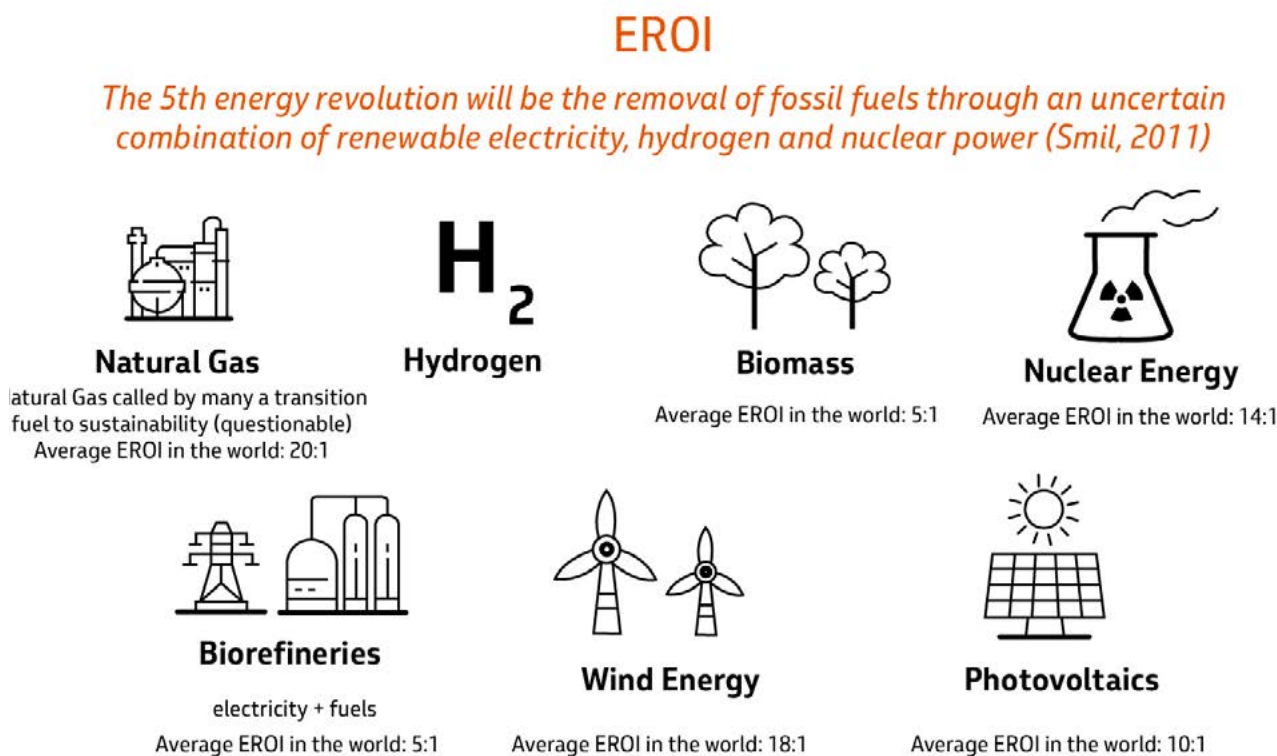 EROI
The 5th energy revolution will be the removal of fossil fuels through an uncertain
combination of renewable electricity, hydrogen and nuclear power (Smil, 2011)
H2
Natural Gas
atural Gas called by many a transition
fuel to sustainability (questionable)
Average EROI in the world: 20:1
Hydrogen
Biomass
Average EROI in the world: 5:1
Nuclear Energy
Average EROI in the world: 14:1
Biorefineries
electricity + fuels
Average EROI in the world: 5:1
Wind Energy
Average EROI in the world: 18:1
Photovoltaics
Average EROI in the world: 10:1